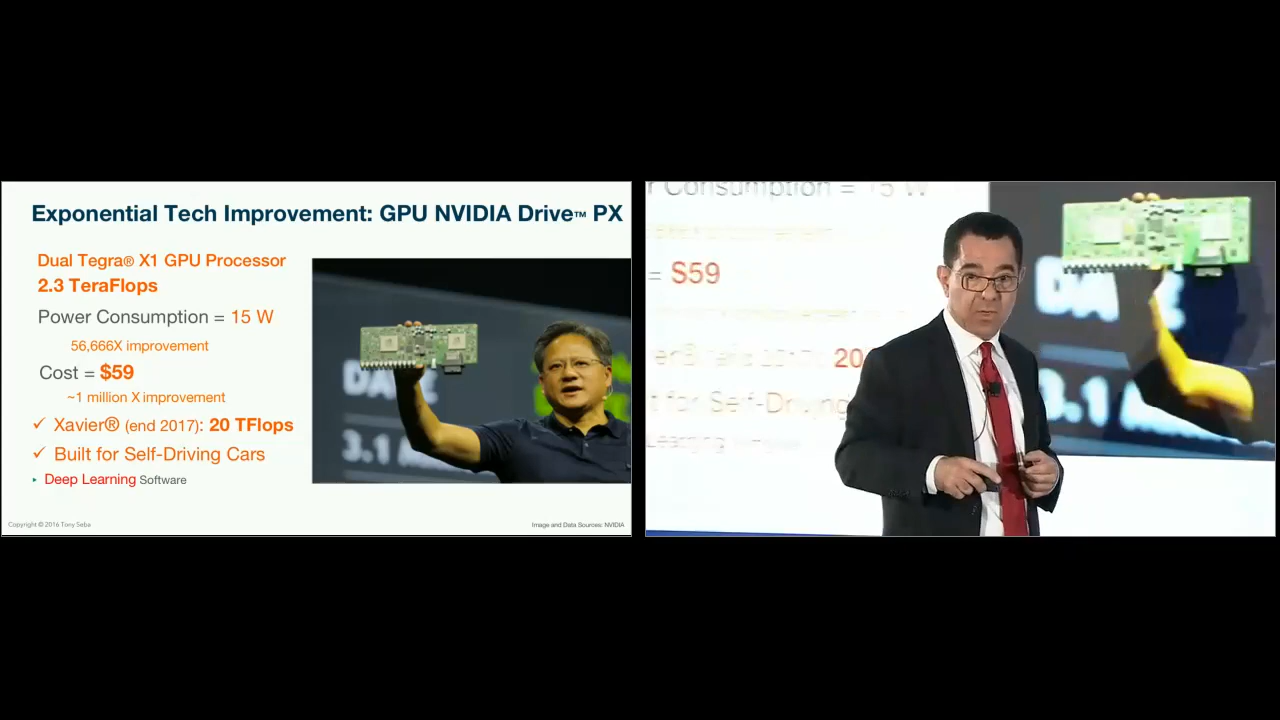 Exponential Tech Improvement: GPU NVIDIA Drive™ PX
Dual Tegra® X1 GPU Processor
2.3 TeraFlops
Power Consumption = 15 W
56,666X improvement
Cost = $59
~1 million X improvement
✓ Xavier® (end 2017): 20 TFlops
✓ Built for Self-Driving Cars
‣ Deep Learning Software
3.1
Copyright © 2016 Tony Seba
Image and Data Sources: NVIDIA
r Consumption = 15 W
= $59
20
t for Self-Driving
Learning
3.1